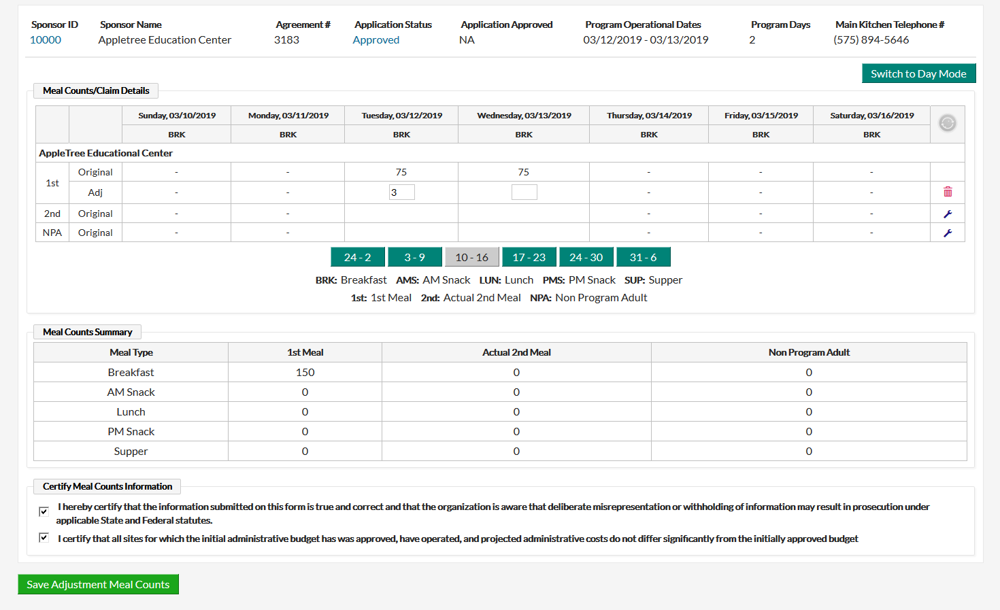 Sponsor ID Sponsor Name Agreement # Application Status Application Approved Program Operational Dates Program Days Main Kitchen Telephone #
10000 Appletree Education Center 3183 Approved NA 03/12/2019 - 03/13/2019 2 (575) 894-5646
Switch to Day Mode
Meal Counts/Claim Details
Sunday, 03/10/2019 Monday, 03/11/2019 Tuesday, 03/12/2019 Wednesday, 03/13/2019 Thursday, 03/14/2019 Friday, 03/15/2019 Saturday, 03/16/2019
BRK BRK BRK BRK BRK BRK BRK
AppleTree Educational Center
1st Original - - 75 75 - - -
Adj - - 3 - - -
2nd Original - - - - -
NPA Original - - - - -
24 - 2 3 - 9 10 - 16 17 - 23 24 - 30 31 - 6
BRK: Breakfast AMS: AM Snack LUN: Lunch PMS: PM Snack SUP: Supper
1st: 1st Meal 2nd: Actual 2nd Meal NPA: Non Program Adult
Meal Counts Summary
Meal Type 1st Meal Actual 2nd Meal Non Program Adult
Breakfast 150 0 0
AM Snack 0 0 0
Lunch 0 0 0
PM Snack 0 0 0
Supper 0 0 0
Certify Meal Counts Information
I hereby certify that the information submitted on this form is true and correct and that the organization is aware that deliberate misrepresentation or withholding of information may result in prosecution under
applicable State and Federal statutes.
I certify that all sites for which the initial administrative budget has was approved, have operated, and projected administrative costs do not differ significantly from the initially approved budget
Save Adjustment Meal Counts